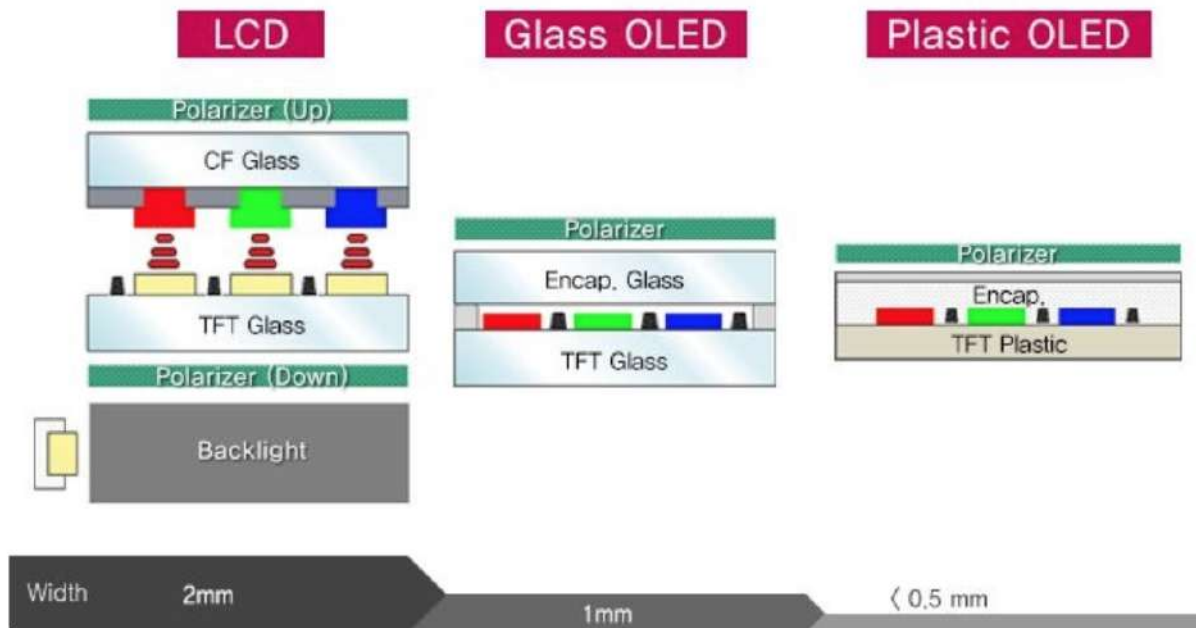 LCD
Glass OLED
Plastic OLED
Polarizer (Up)
CF Glass
TFT Glass
Polarizer (Down)
Backlight
Polarizer
Encap. Glass
TFT Glass
Polarizer
Encap.
TFT Plastic
Width
2mm
1mm
< 0.5 mm